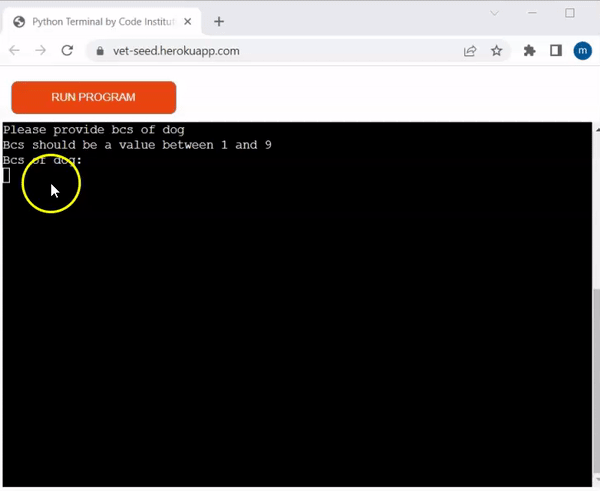 Python Terminal by Code Institut
vet-seed.herokuapp.com
m
RUN PROGRAM
Please provide bcs of dog
Bcs should be a value between 1 and 9
Bcs of dog: